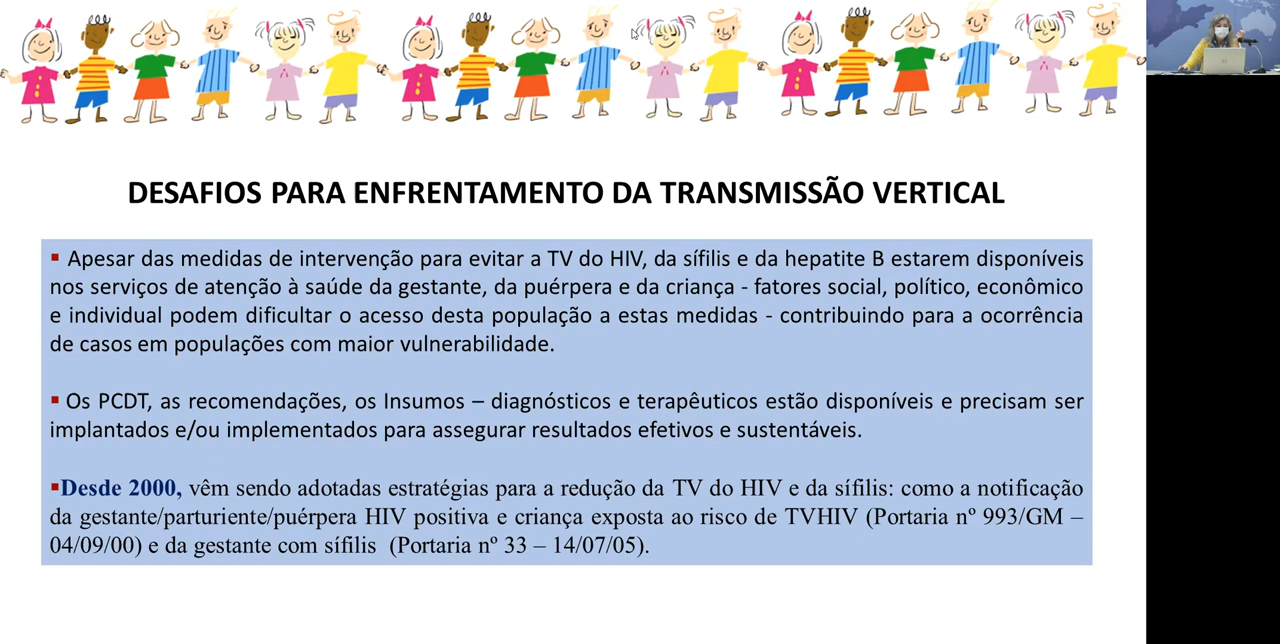 DESAFIOS PARA ENFRENTAMENTO DA TRANSMISSÃO VERTICAL
▪ Apesar das medidas de intervenção para evitar a TV do HIV, da sífilis e da hepatite B estarem disponíveis
nos serviços de atenção à saúde da gestante, da puérpera e da criança - fatores social, político, econômico
e individual podem dificultar o acesso desta população a estas medidas - contribuindo para a ocorrência
de casos em populações com maior vulnerabilidade.
▪ Os PCDT, as recomendações, os Insumos – diagnósticos e terapêuticos estão disponíveis e precisam ser
implantados e/ou implementados para assegurar resultados efetivos e sustentáveis.
▪Desde 2000, vêm sendo adotadas estratégias para a redução da TV do HIV e da sífilis: como a notificação
da gestante/parturiente/puérpera HIV positiva e criança exposta ao risco de TVHIV (Portaria nº 993/GM –
04/09/00) e da gestante com sífilis (Portaria nº 33 – 14/07/05).